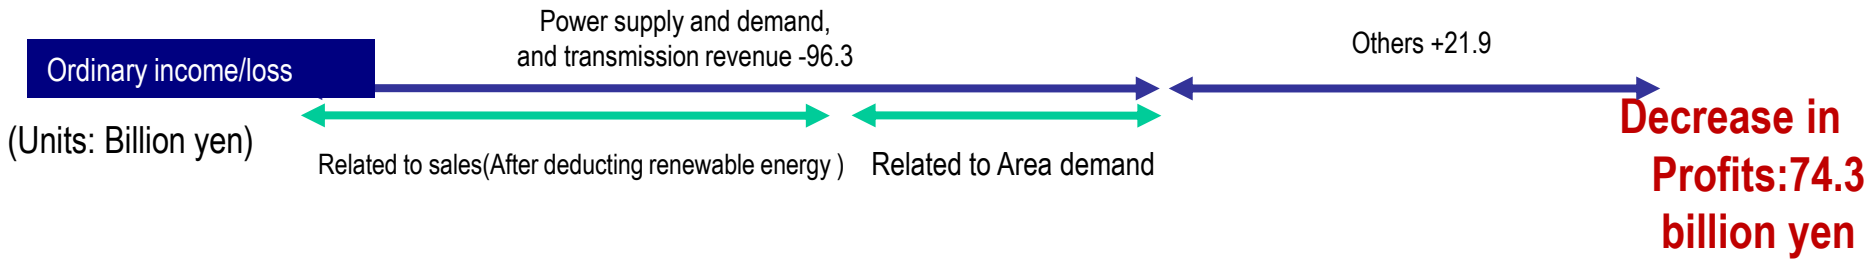 Power supply and demand,
and transmission revenue -96.3
Others +21.9
Ordinary income/loss
(Units: Billion yen)
Related to sales(After deducting renewable energy )
Related to Area demand
Decrease in
Profits:74.3
billion yen